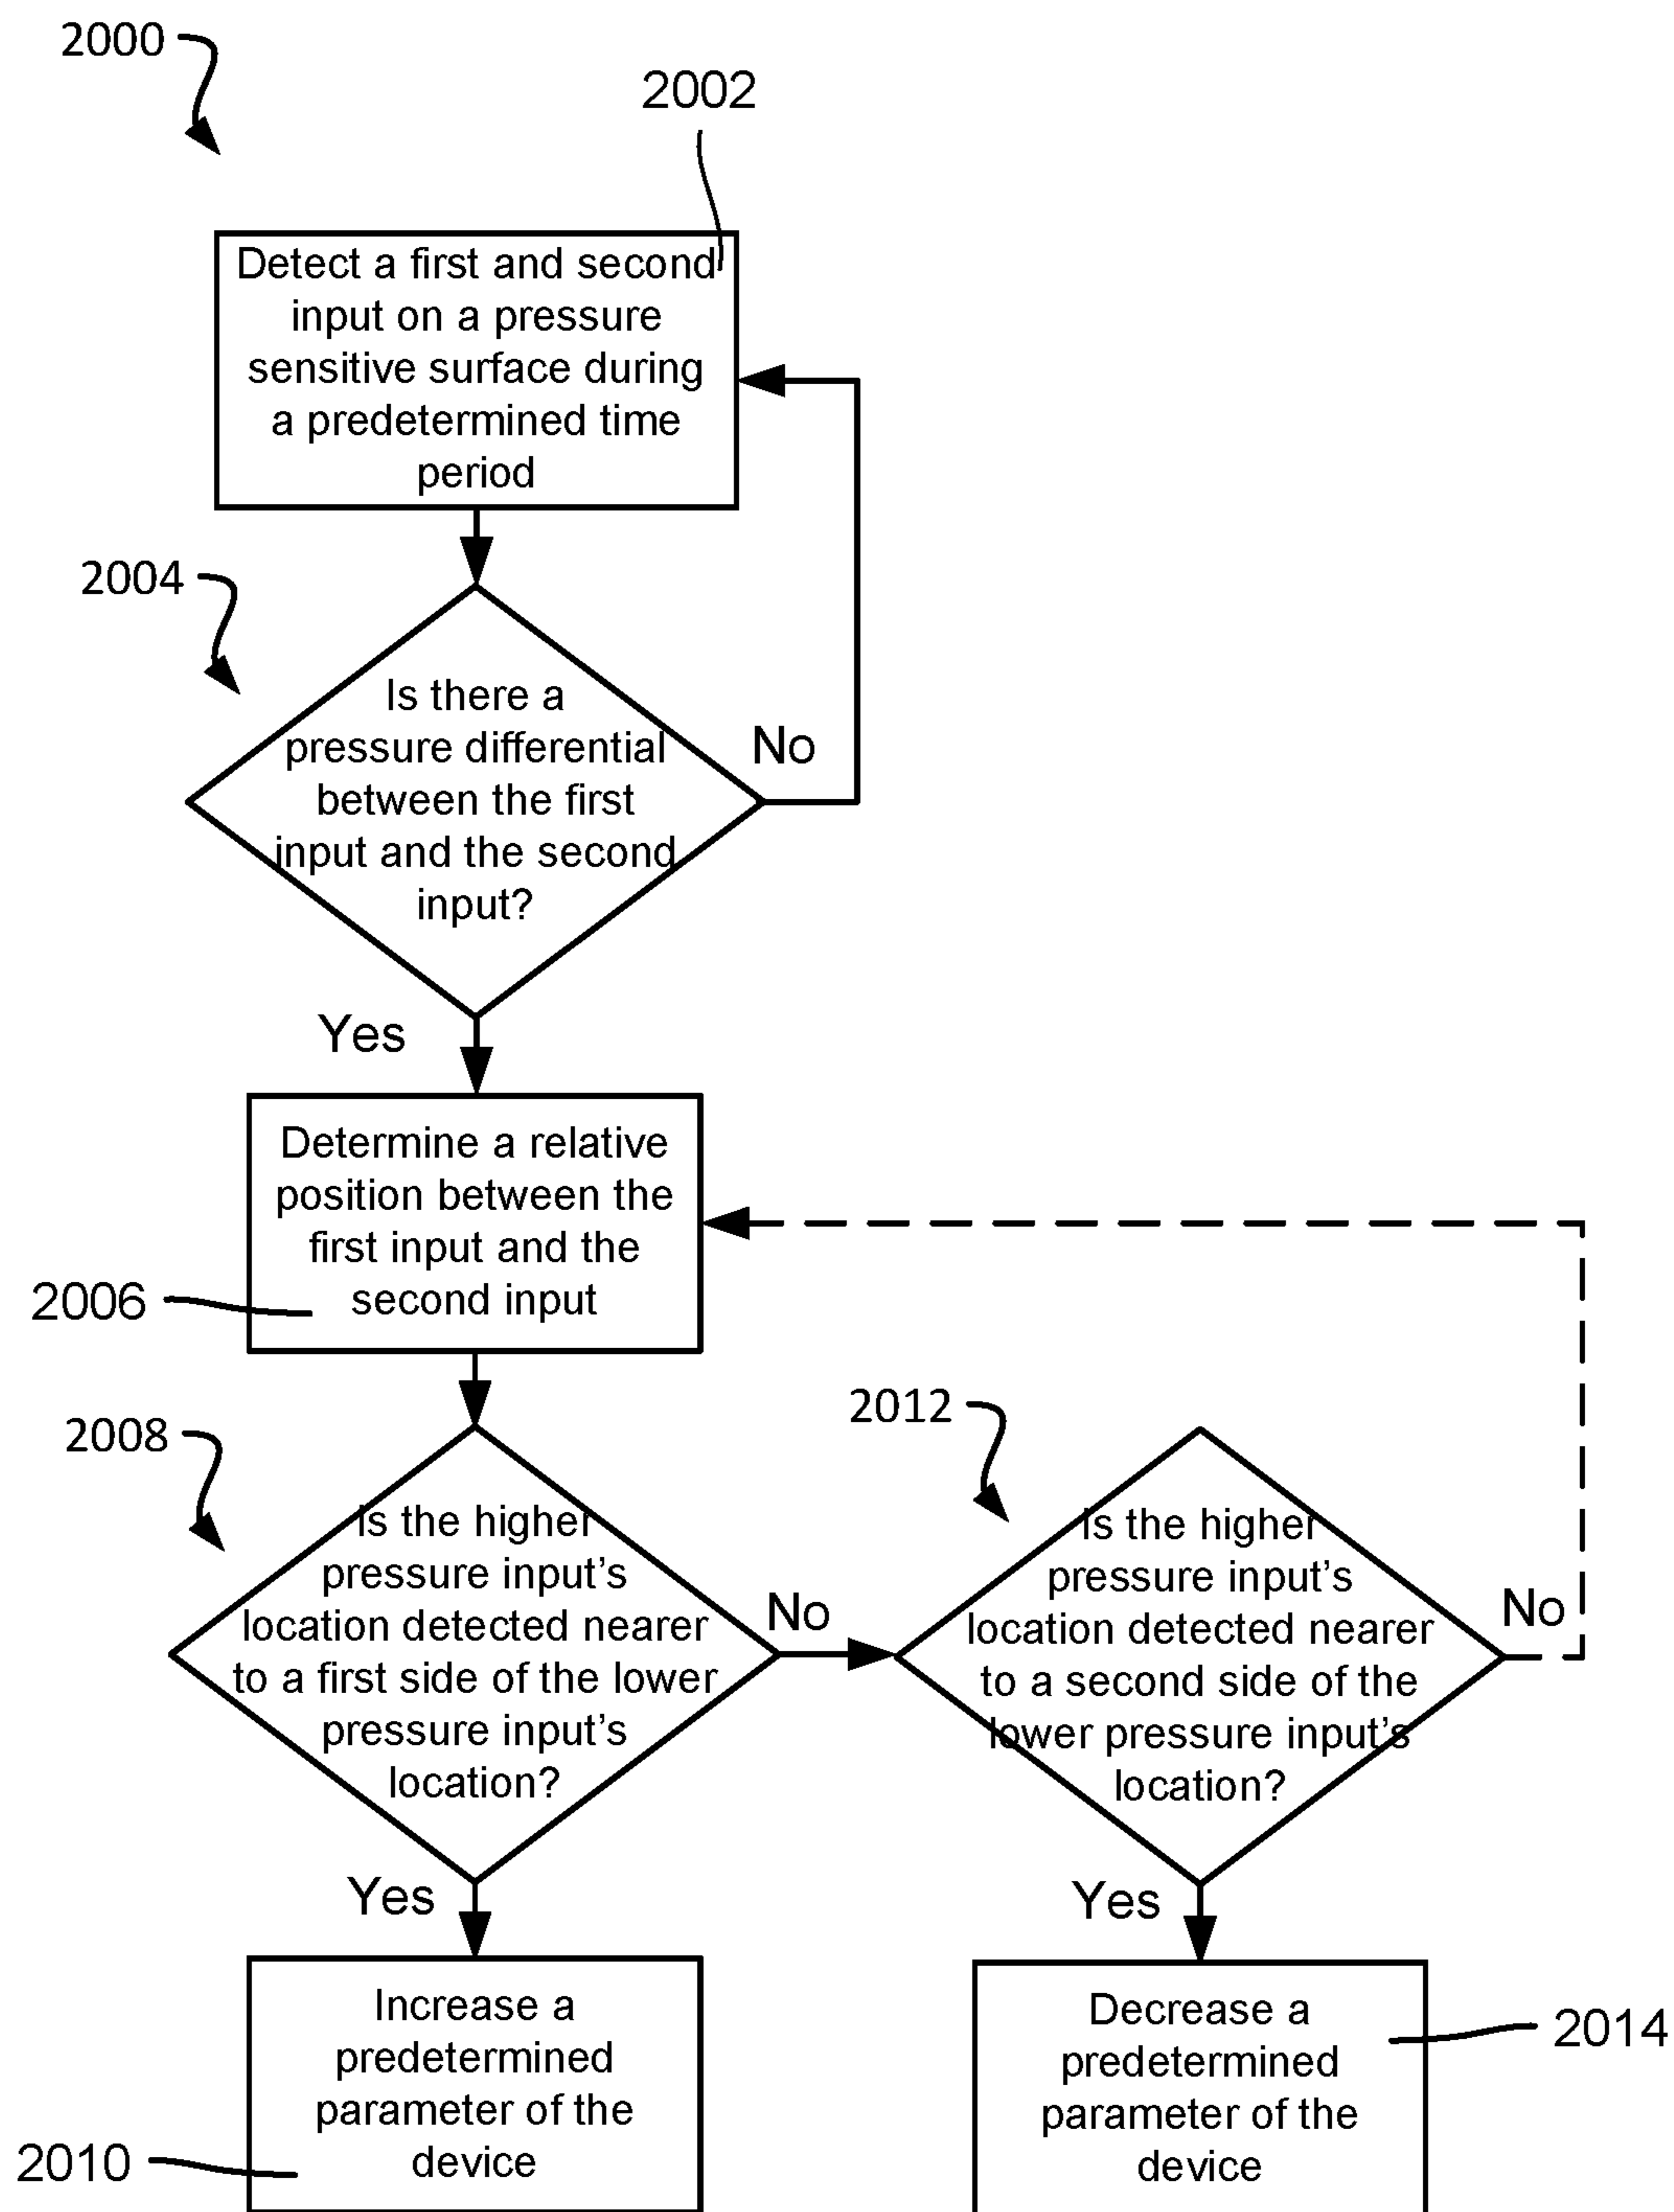 2000
2002
Detect a first and second
input on a pressure
sensitive surface during
a predetermined time
period
2004
Is there a
pressure differential
between the first
input and the second
input?
No
Yes
Determine a relative
position between the
first input and the
second input
2006
2008
Is the higher
pressure input's
location detected nearer
to a first side of the lower
pressure input's
location?
No
2012
Is the higher
pressure input's
location detected nearer
to a second side of the
lower pressure input's
location?
No
Yes
Yes
Increase a
predetermined
parameter of the
device
2010
Decrease a
predetermined
parameter of the
device
2014